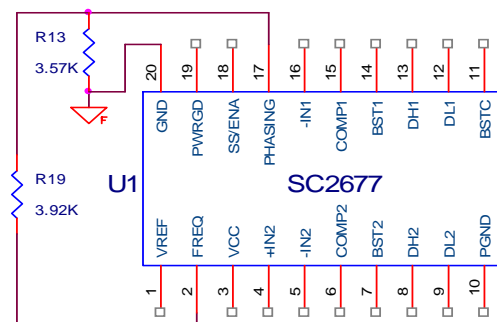 R13
3.57K
F
20
19
18
17
16
15
14
13
12
11
GND
PWRGD
SS/ENA
PHASING
-IN1
COMP1
BST1
DH1
DL1
BSTC
R19
3.92K
U1
SC2677
VREF
FREQ
VCC
+IN2
-IN2
COMP2
BST2
DH2
DL2
PGND
1
2
3
4
5
6
7
8
9
10